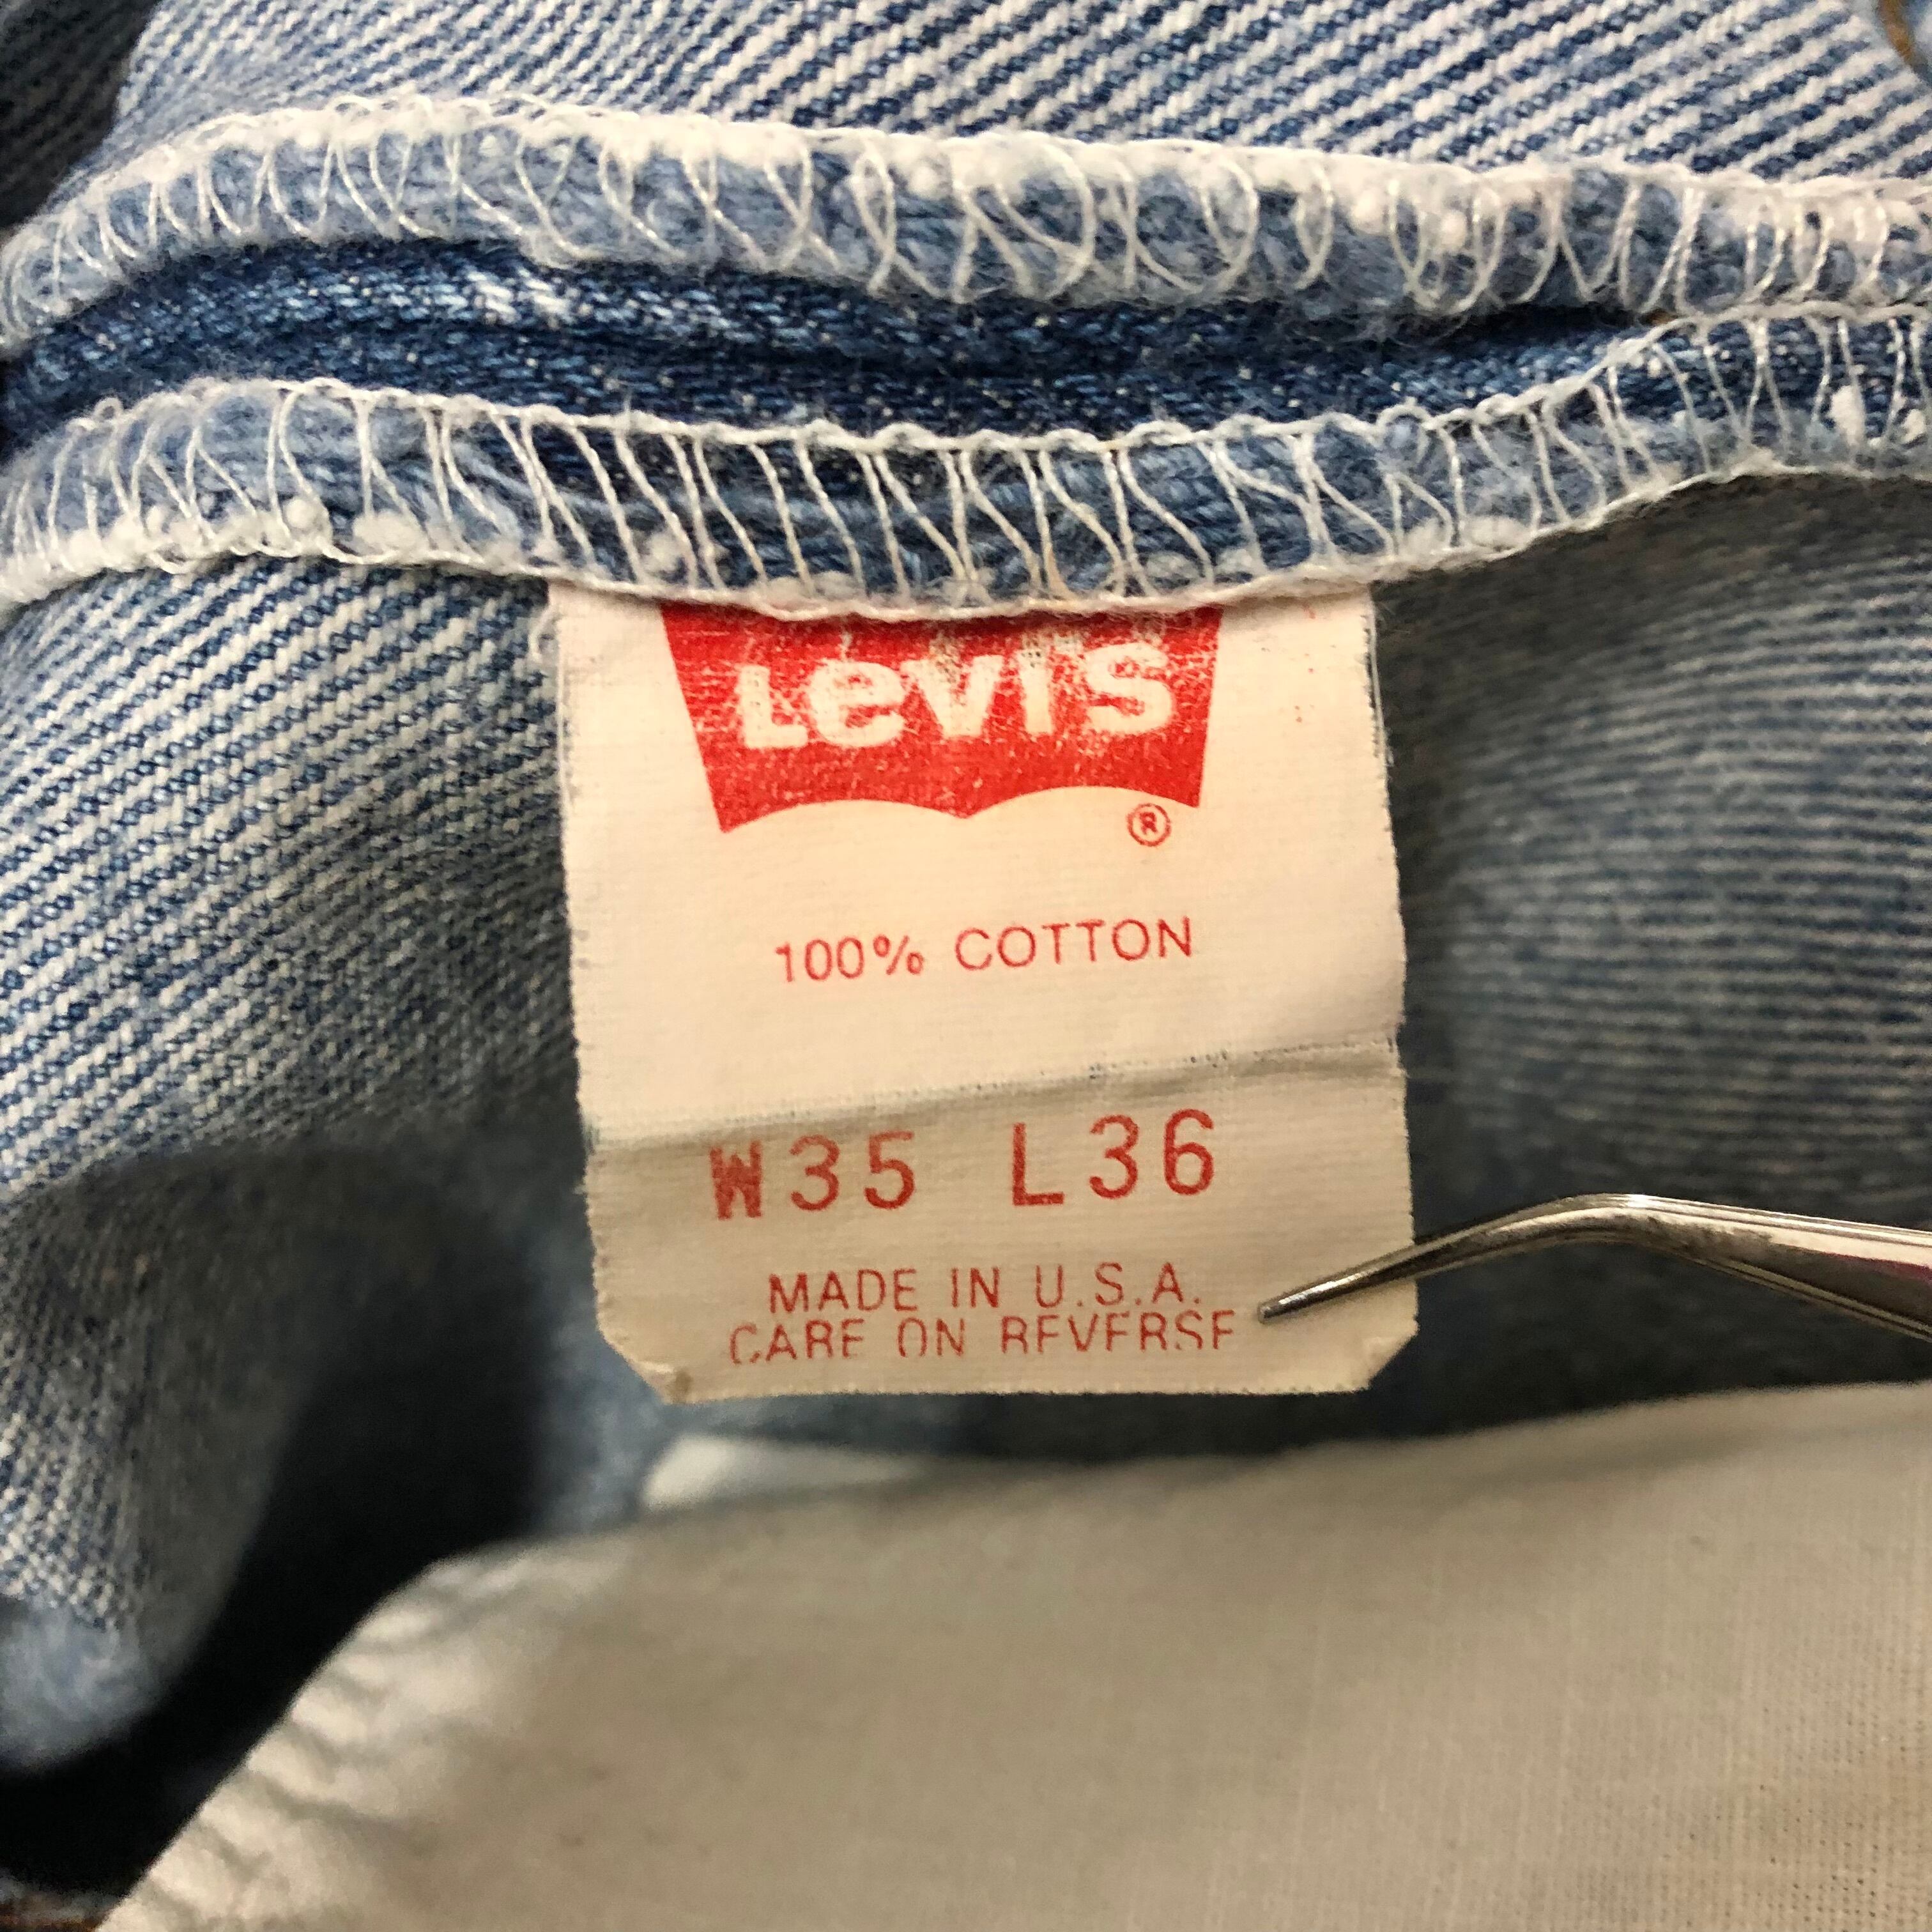 Levi's
®
100% COTTON
W35 L36
MADE IN U.S.A.
CARE ON REVERSE